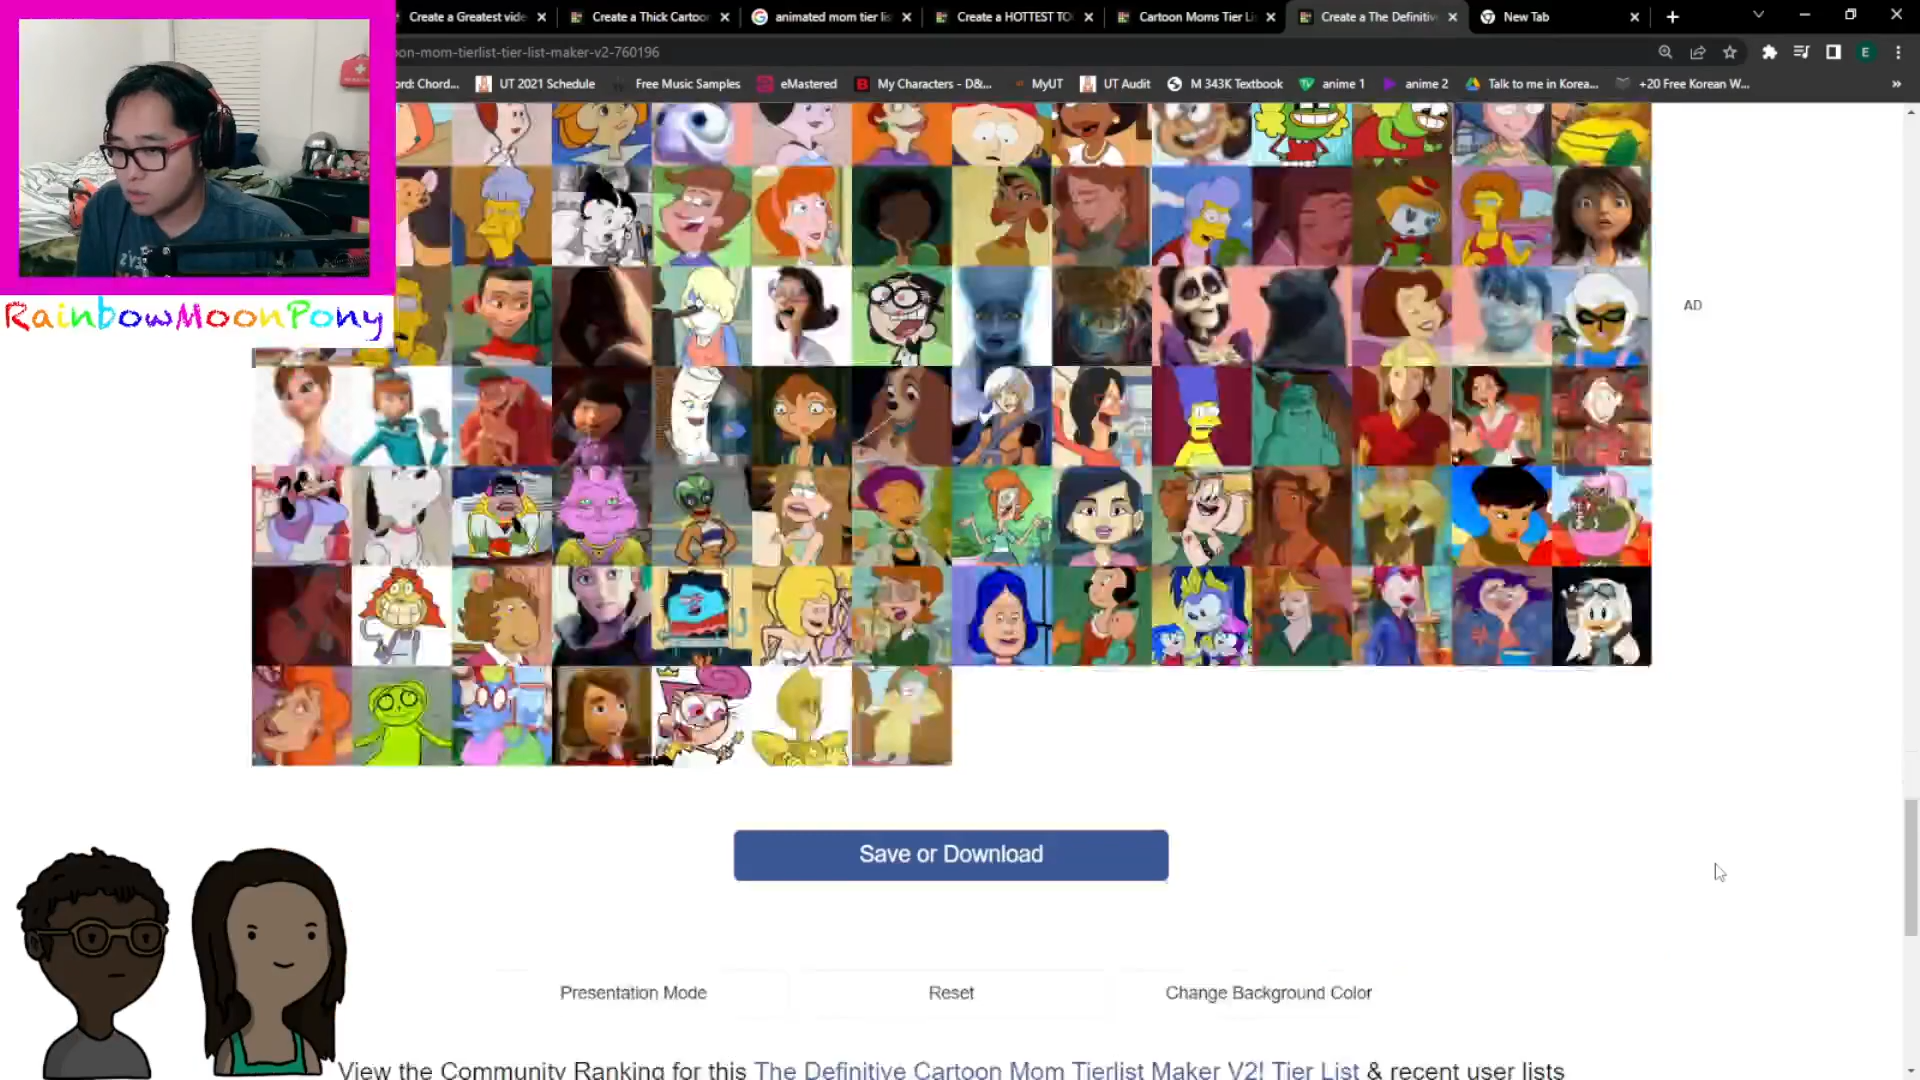 Create a Greatest vide
Create a Thick Cartoo
animated mom tier lis
Create a HOTTEST TO
Cartoon Moms Tier Li
Create a The Definitiv
New Tab
oon-mom-tierlist-tier-list-maker-v2-760196
E
ord: Chord...
UT 2021 Schedule
Free Music Samples
eMastered
My Characters - D&...
MyUT
UT Audit
M 343K Textbook
anime 1
anime 2
Talk to me in Korea...
+20 Free Korean W...
»
RainbowMoonPony
AD
Save or Download
Presentation Mode
Reset
Change Background Color
View the Community Ranking for this The Definitive Cartoon Mom Tierlist Maker V2! Tier List & recent user lists